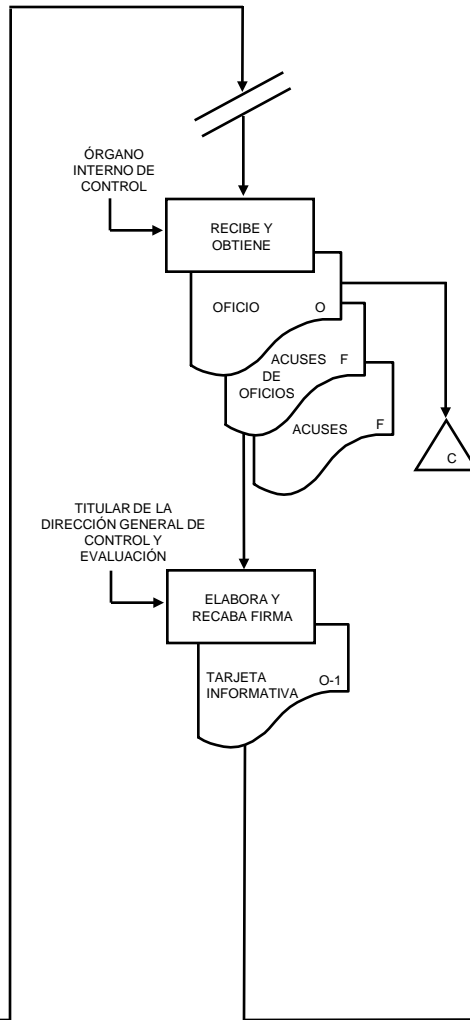 ÓRGANO
INTERNO DE
CONTROL
RECIBE Y
OBTIENE
OFICIO O
ACUSES F
DE
OFICIOS
ACUSES F
C
TITULAR DE LA
DIRECCIÓN GENERAL DE
CONTROL Y
EVALUACIÓN
ELABORA Y
RECABA FIRMA
TARJETA
INFORMATIVA O-1